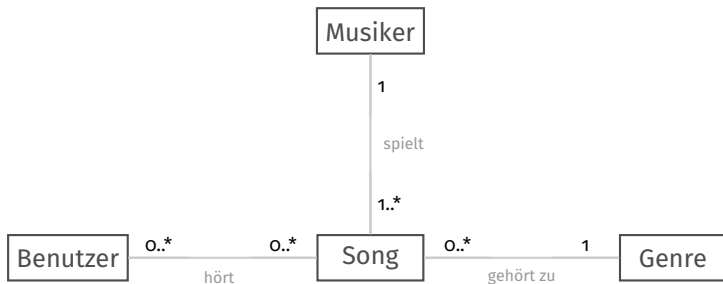 Musiker
1
spielt
1..*
Benutzer
0..*
hört
0..*
Song
0..*
gehört zu
1
Genre